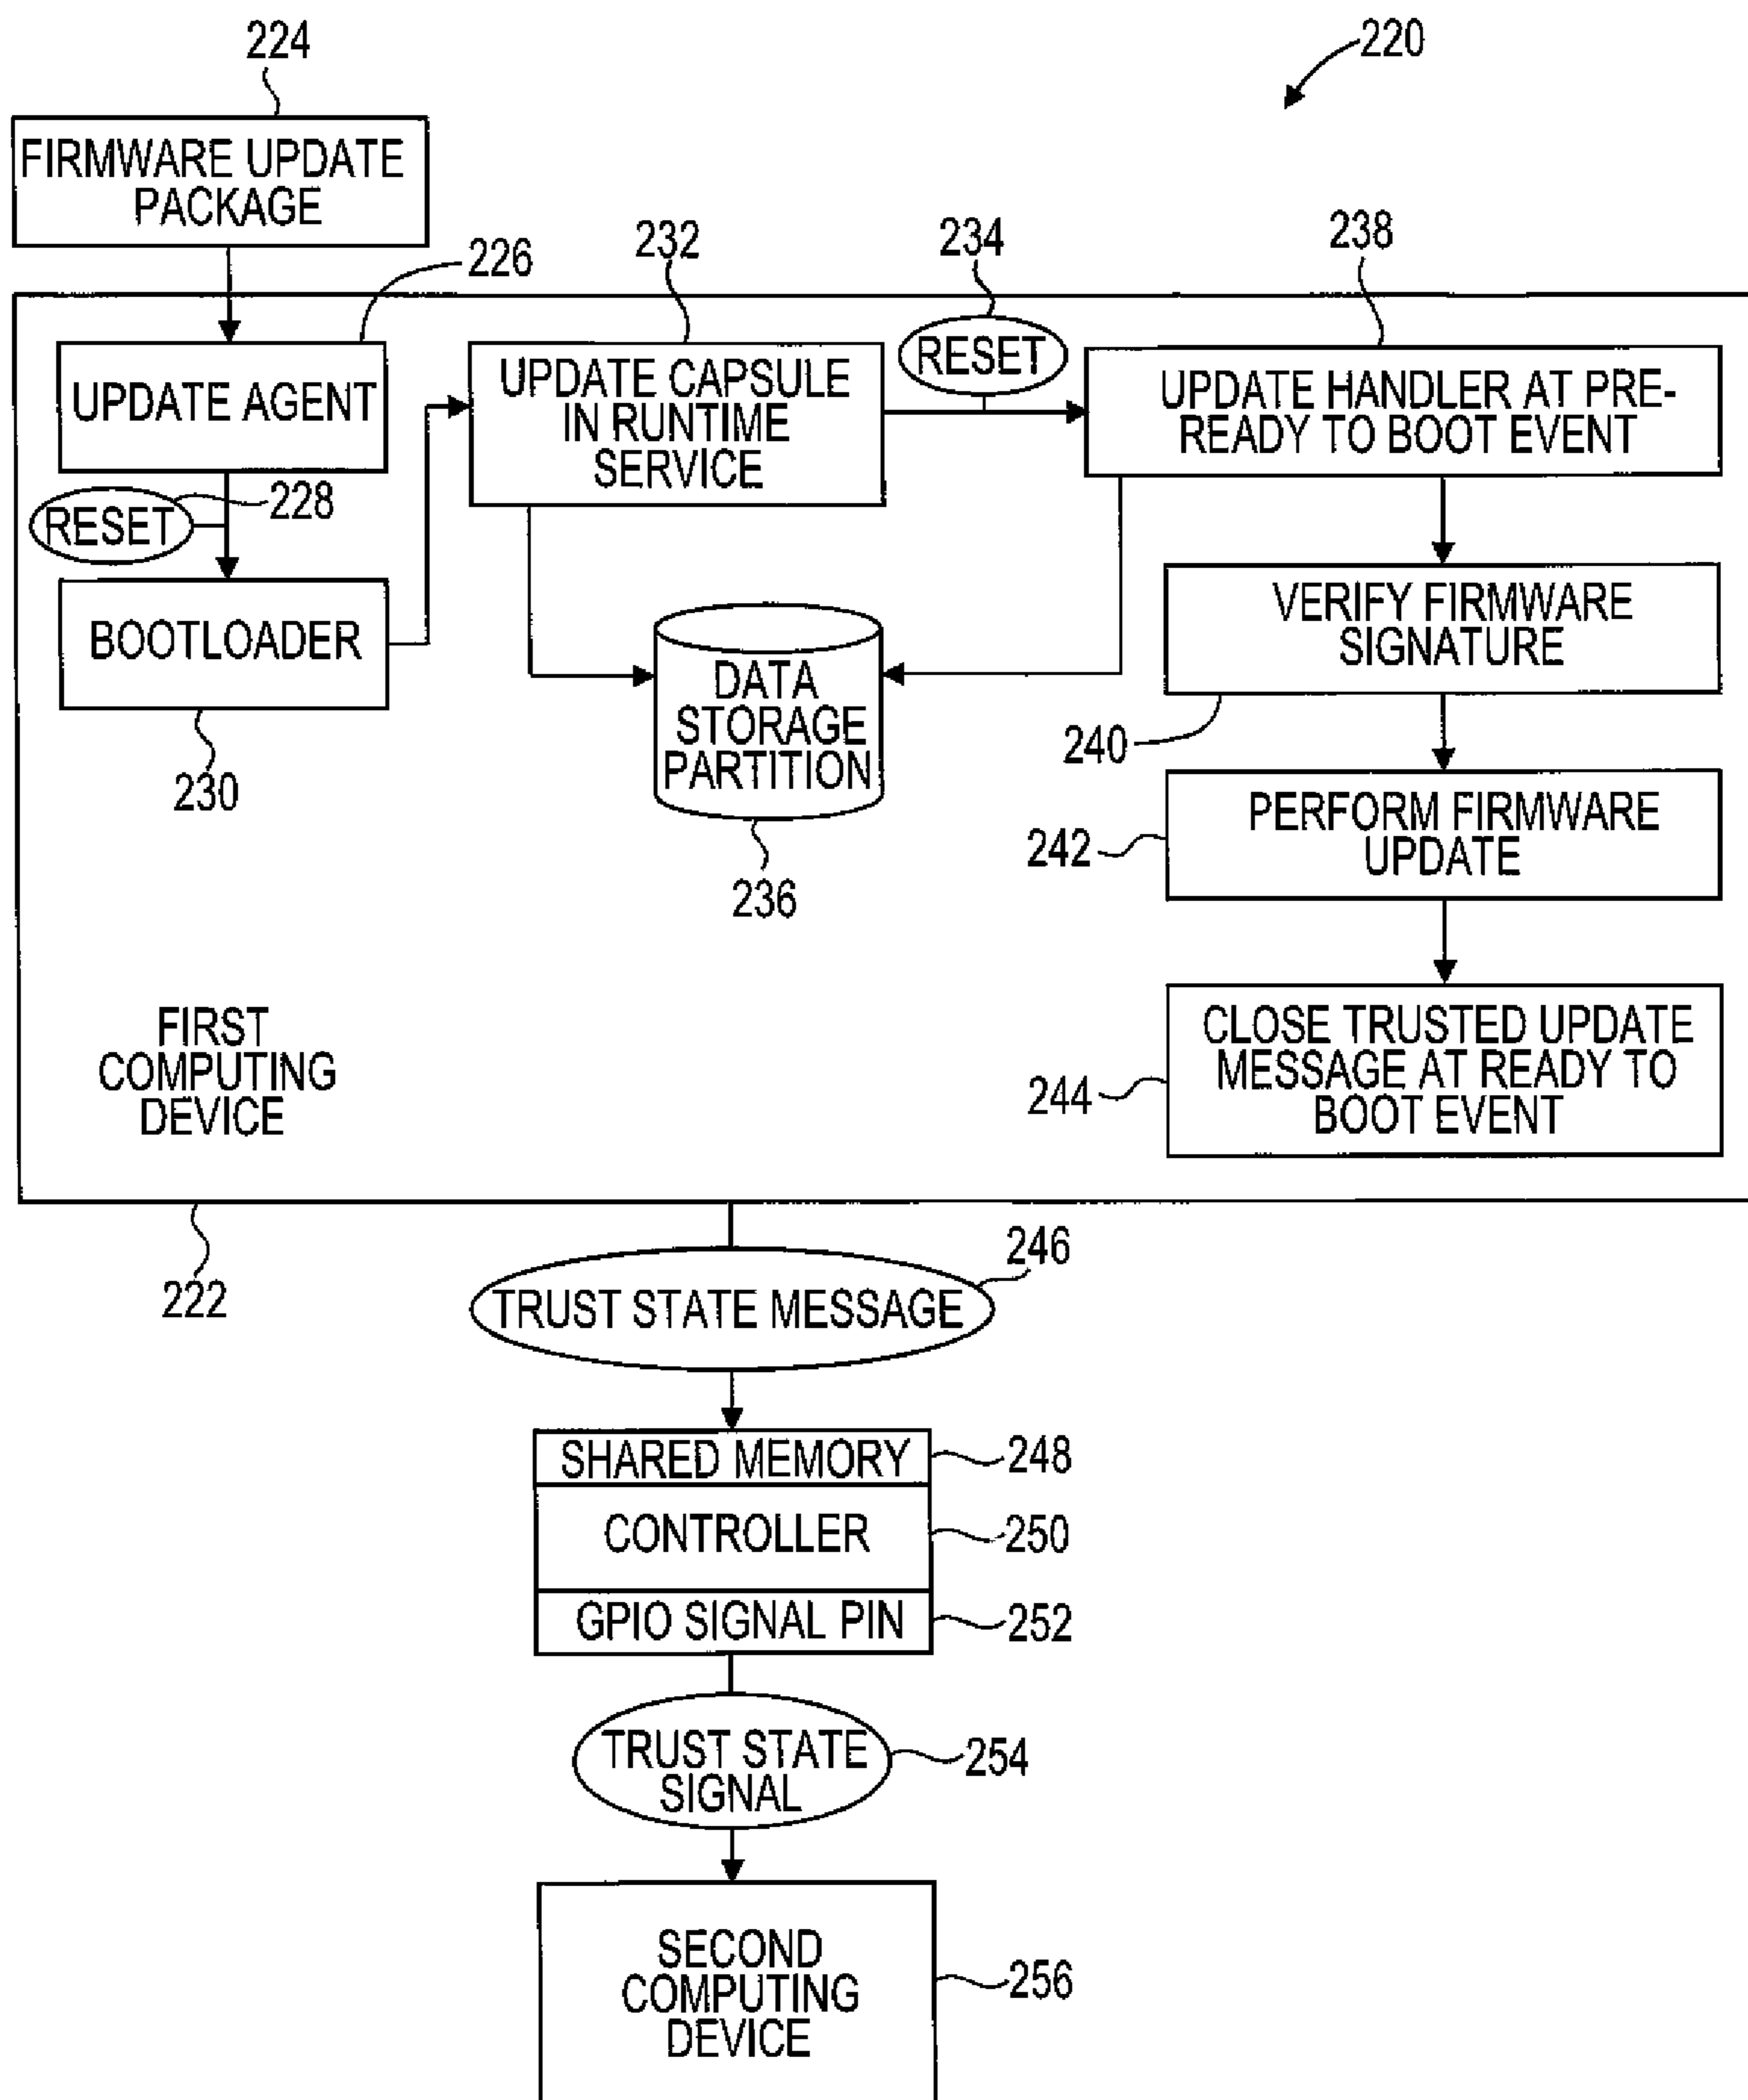 220
224
FIRMWARE UPDATE
PACKAGE
226
232
234
238
UPDATE AGENT
UPDATE CAPSULE
IN RUNTIME
SERVICE
RESET
UPDATE HANDLER AT PRE-
READY TO BOOT EVENT
RESET
228
BOOTLOADER
230
DATA
STORAGE
PARTITION
236
VERIFY FIRMWARE
SIGNATURE
240
PERFORM FIRMWARE
UPDATE
242
CLOSE TRUSTED UPDATE
MESSAGE AT READY TO
BOOT EVENT
244
FIRST
COMPUTING
DEVICE
222
246
TRUST STATE MESSAGE
SHARED MEMORY
248
CONTROLLER
250
GPIO SIGNAL PIN
252
TRUST STATE
SIGNAL
254
SECOND
COMPUTING
DEVICE
256